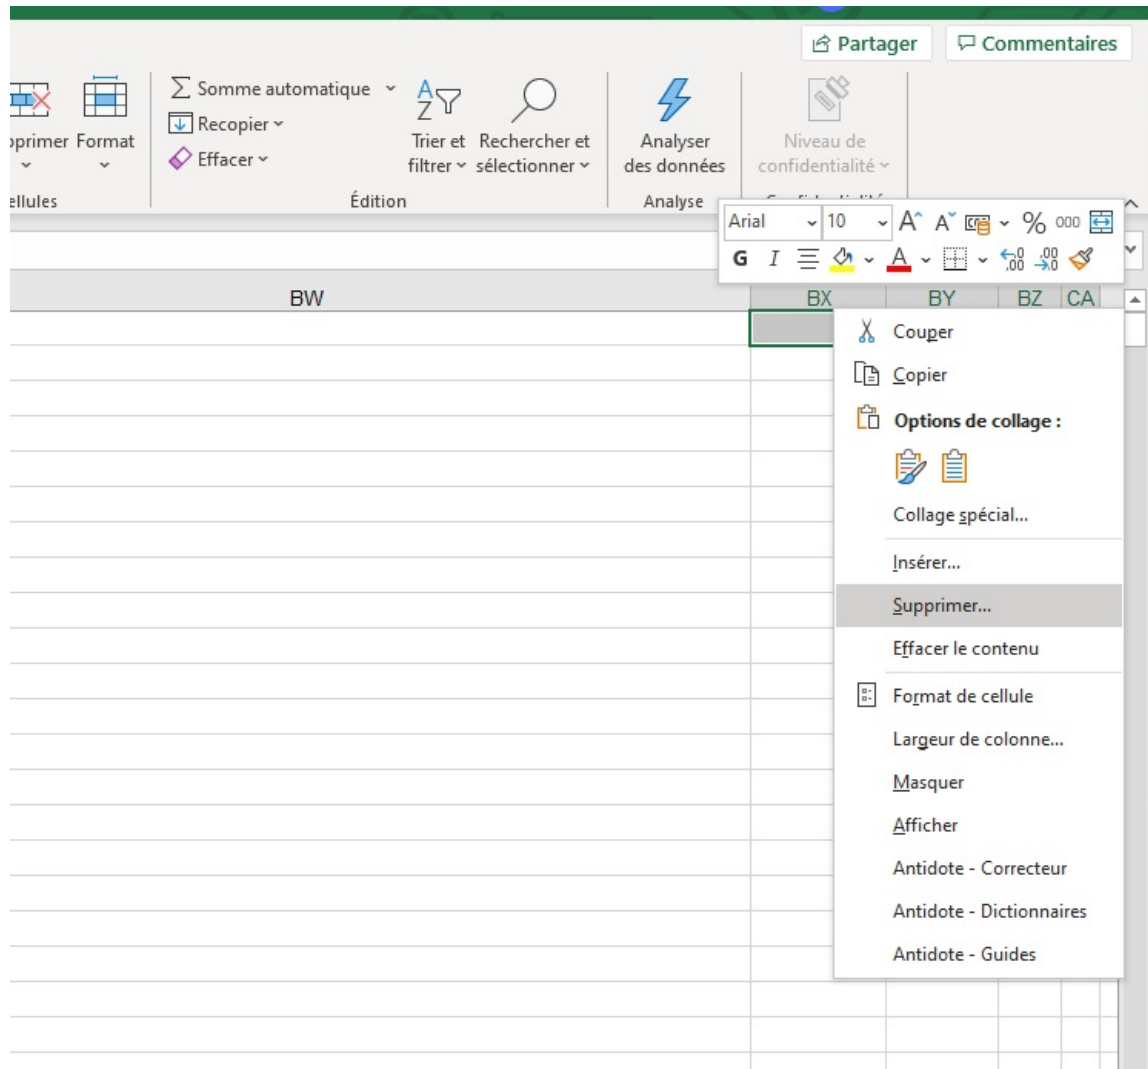 Partager Commentaires
Somme automatique
Recopier
Effacer
Format
Trier et
filtrer
Rechercher et
sélectionner
Analyser
des données
Niveau de
confidentialité
Édition
Analyse
Arial 10 A A % 000
G I A ,00 ,00
BW BX BY BZ CA
Couper
Copier
Options de collage :
Collage spécial...
Insérer...
Supprimer...
Effacer le contenu
Format de cellule
Largeur de colonne...
Masquer
Afficher
Antidote - Correcteur
Antidote - Dictionnaires
Antidote - Guides